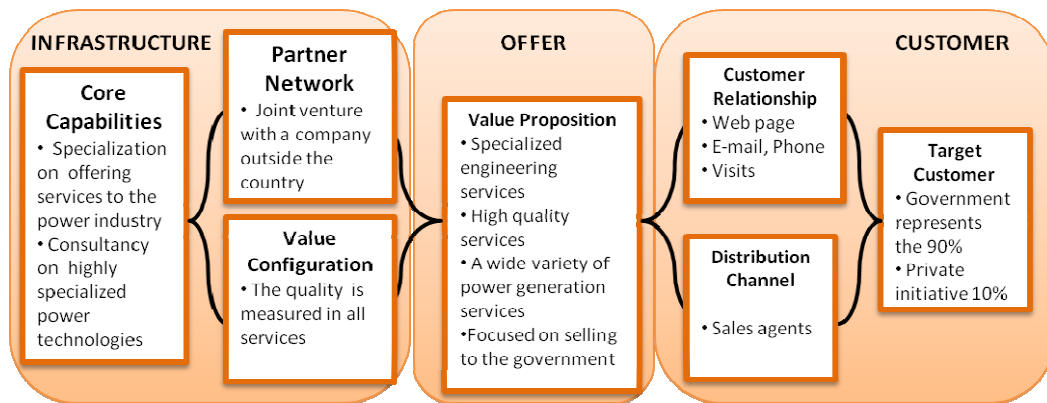 INFRASTRUCTURE
Core
Capabilities
• Specialization
on offering
services to the
power industry
• Consultancy
on highly
specialized
power
technologies
Partner
Network
• Joint venture
with a company
outside the
country
Value
Configuration
• The quality is
measured in all
services
OFFER
Value Proposition
• Specialized
engineering
services
• High quality
services
• A wide variety of
power generation
services
•Focused on selling
to the government
CUSTOMER
Customer
Relationship
• Web page
• E-mail, Phone
• Visits
Distribution
Channel
• Sales agents
Target
Customer
• Government
represents
the 90%
• Private
initiative 10%